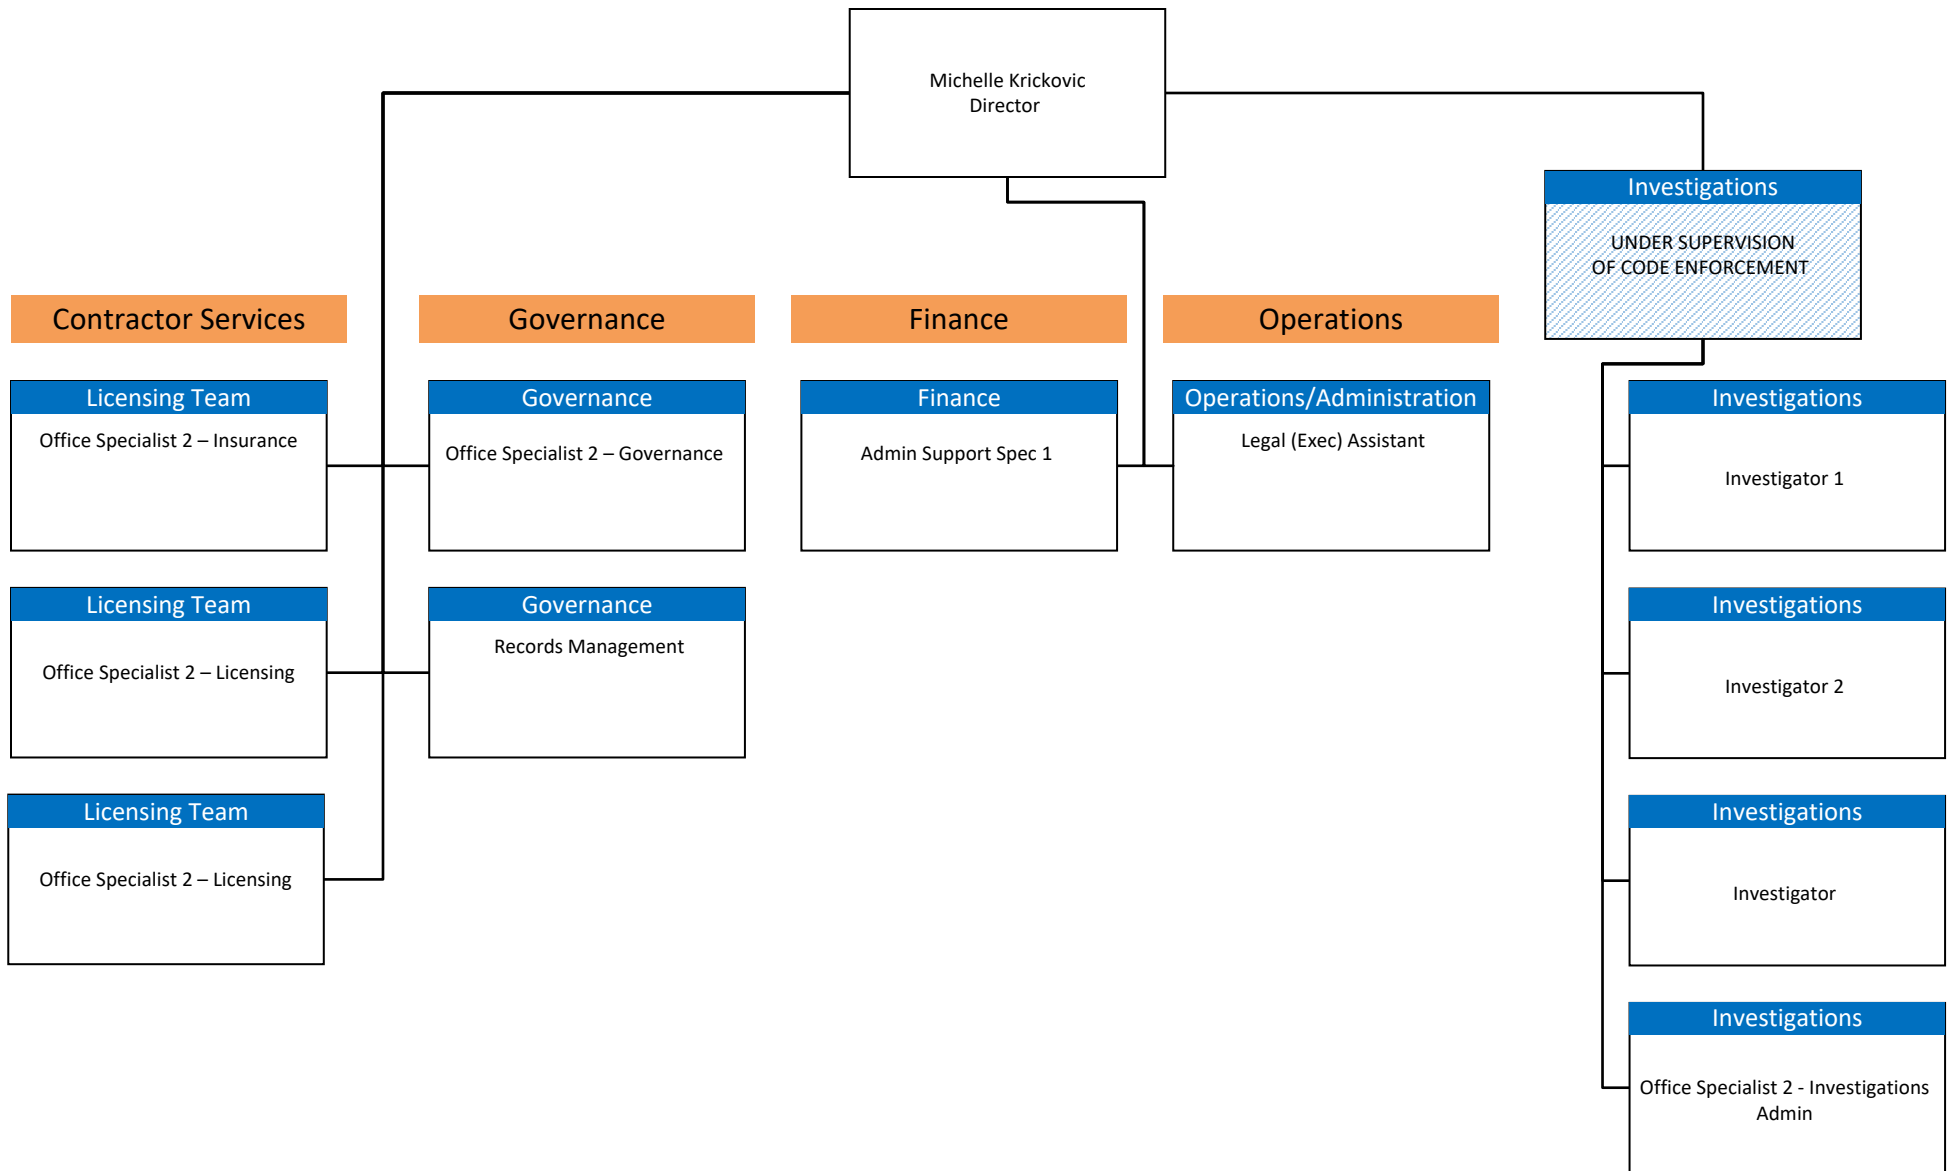 Michelle Krickovic
Director
Investigations
UNDER SUPERVISION
OF CODE ENFORCEMENT
Contractor Services
Governance
Finance
Operations
Licensing Team
Office Specialist 2 – Insurance
Governance
Office Specialist 2 – Governance
Finance
Admin Support Spec 1
Operations/Administration
Legal (Exec) Assistant
Investigations
Investigator 1
Licensing Team
Office Specialist 2 – Licensing
Governance
Records Management
Investigations
Investigator 2
Licensing Team
Office Specialist 2 – Licensing
Investigations
Investigator
Investigations
Office Specialist 2 - Investigations
Admin